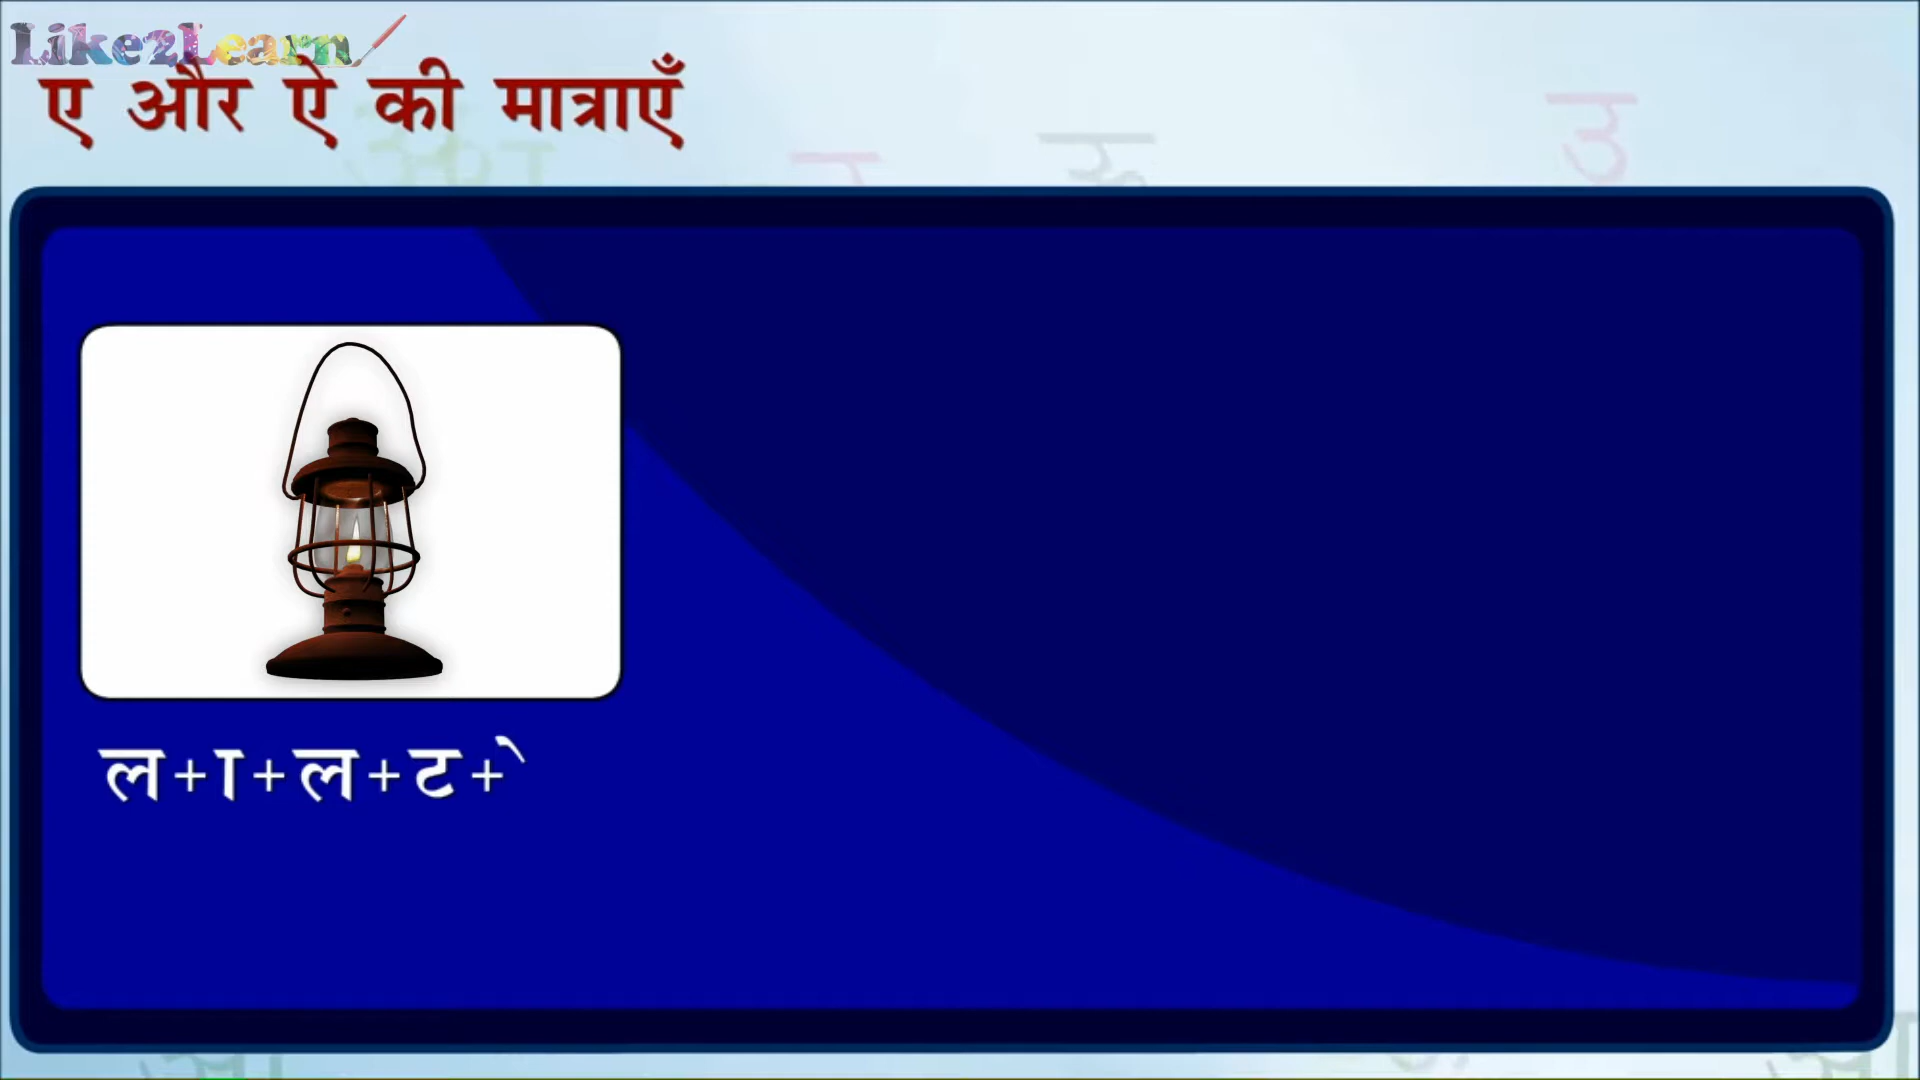 Like2Learn
ए और ऐ की मात्राएँ
ल+ा+ल+ट+े